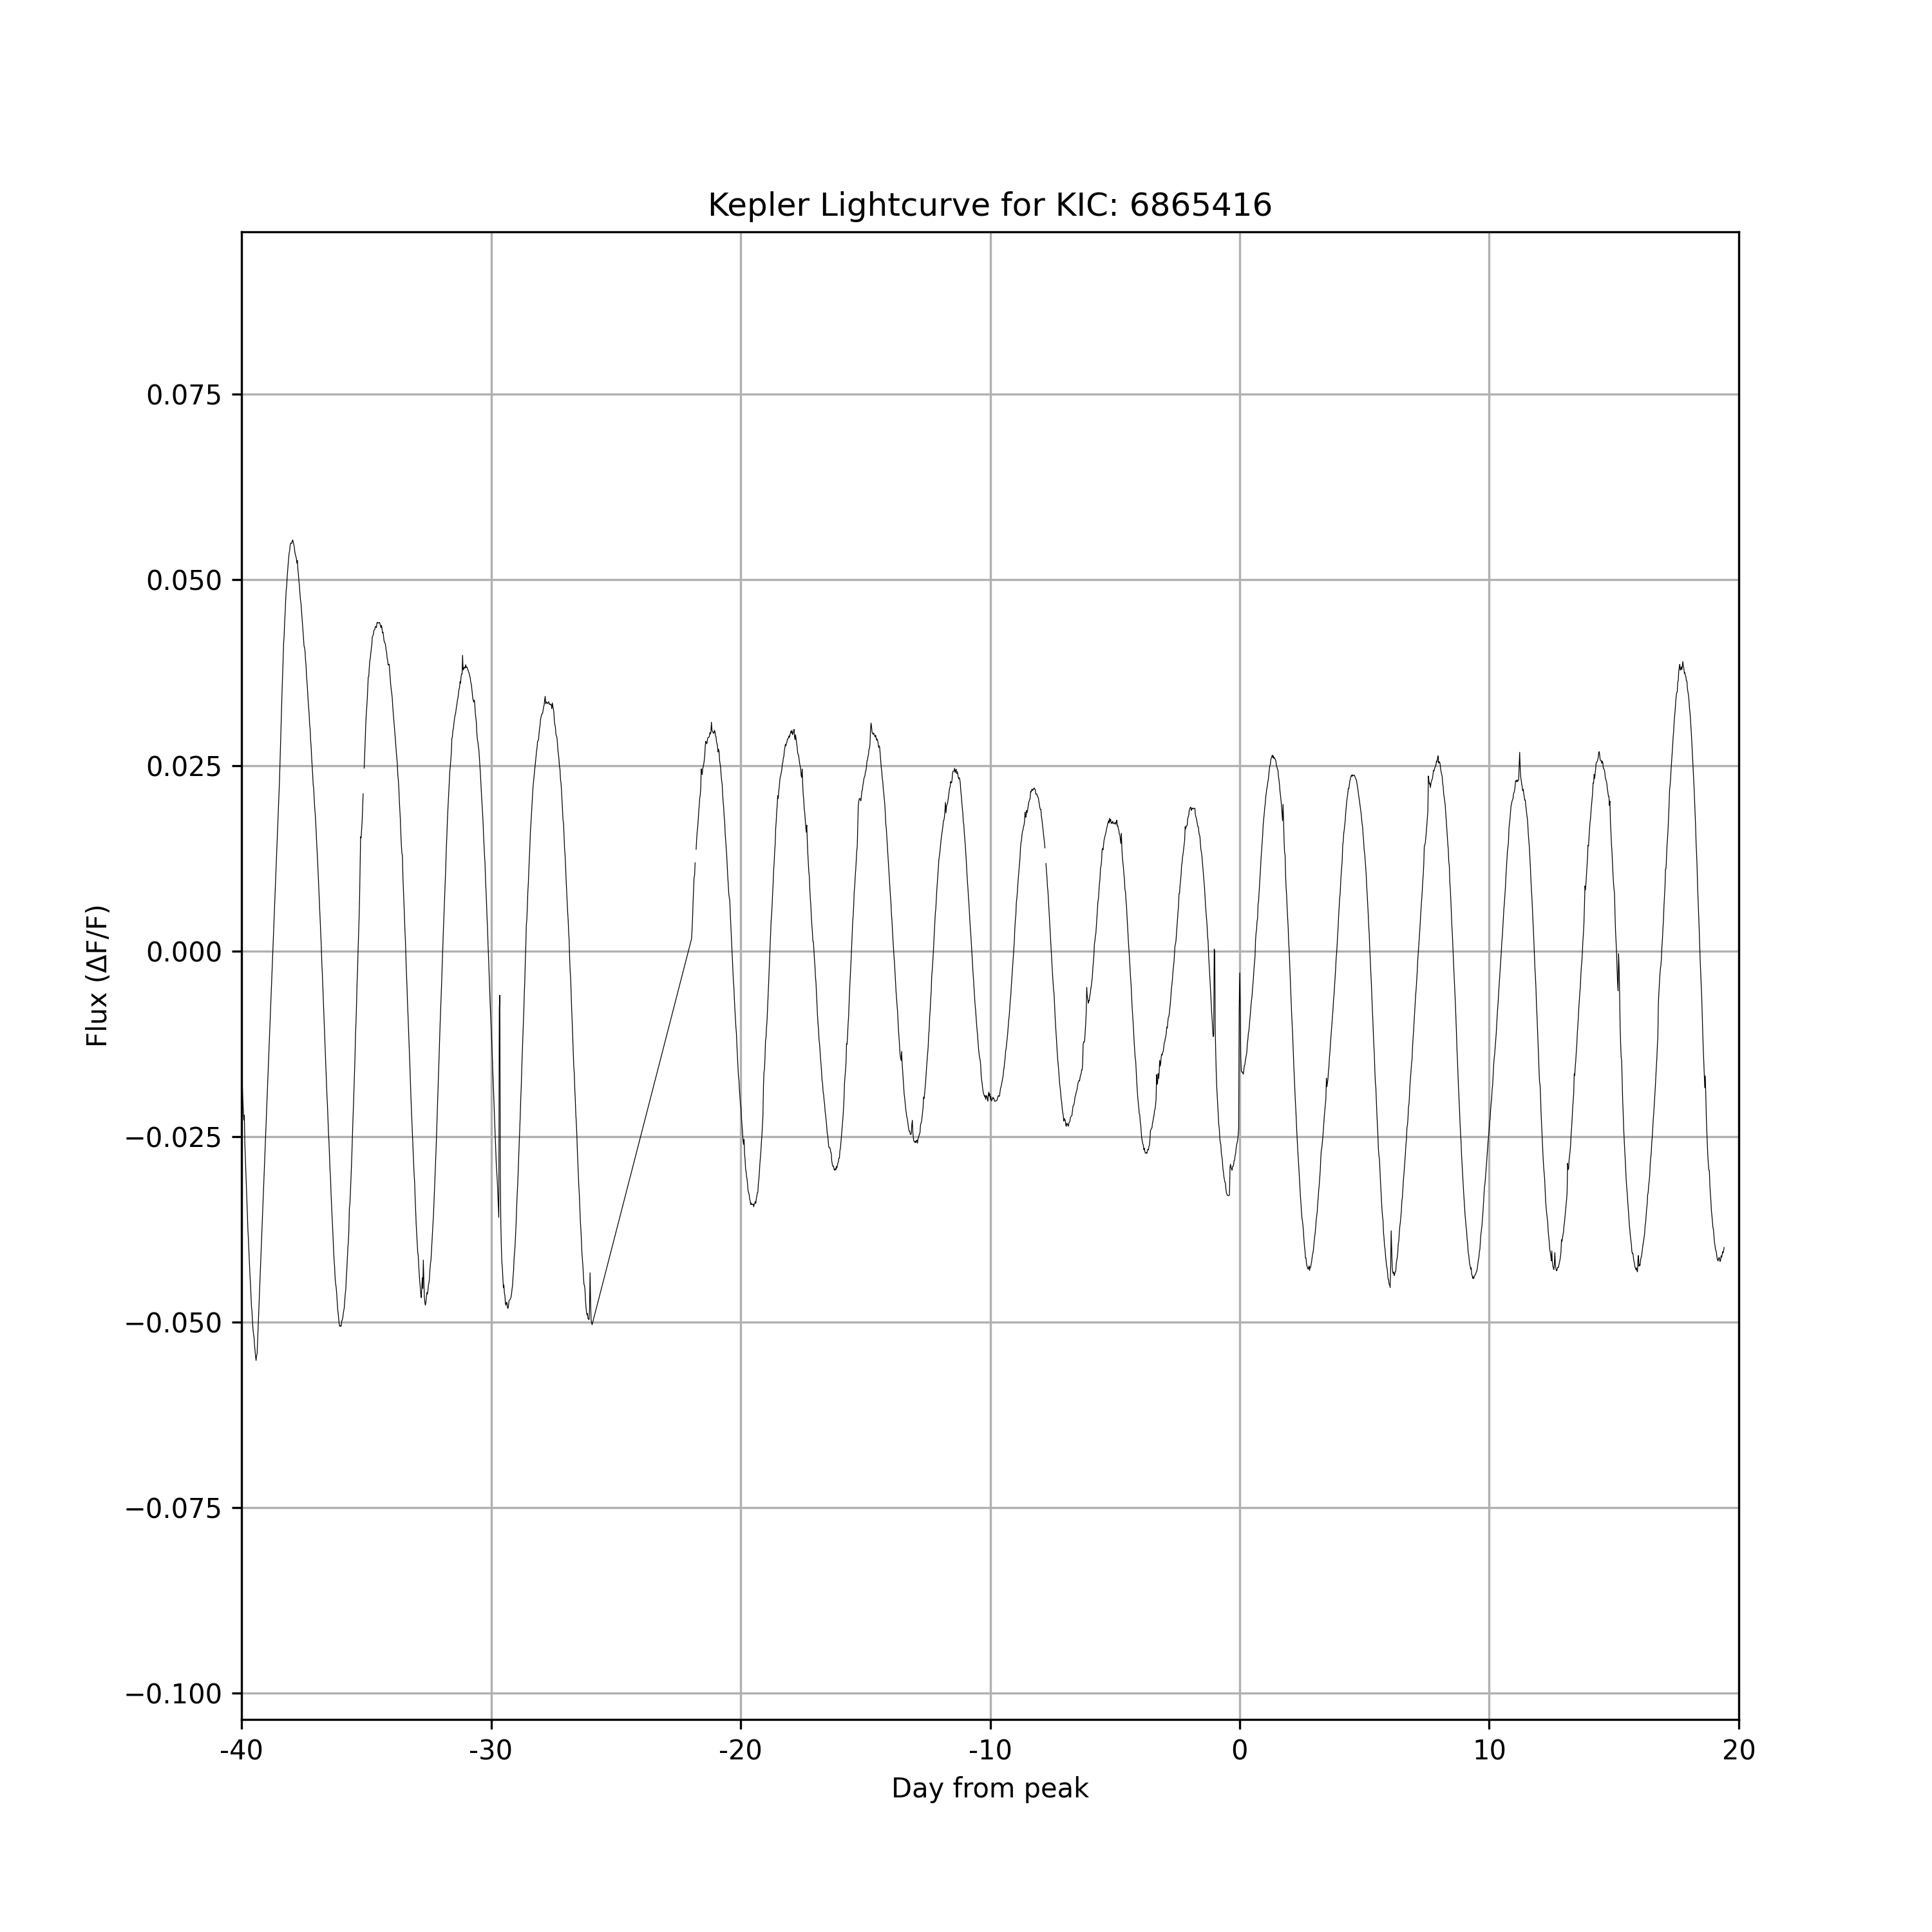 Kepler Lightcurve for KIC: 6865416
0.075
0.050
0.025
0.000
−0.025
−0.050
−0.075
−0.100
Flux (ΔF/F)
-40 -30 -20 -10 0 10 20
Day from peak